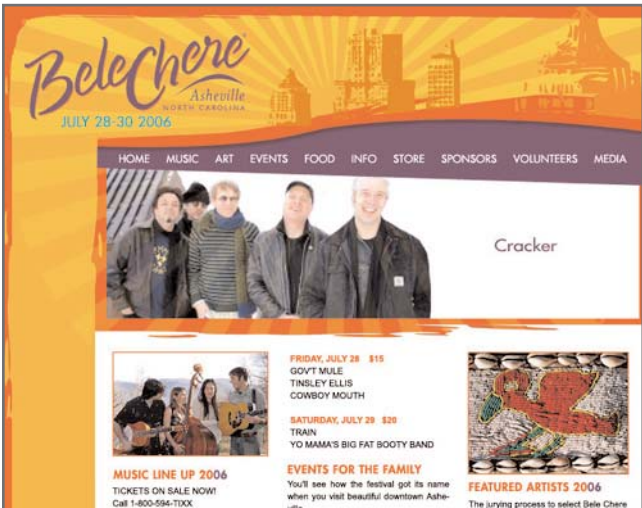 BeleChere
Asheville
NORTH CAROLINA
JULY 28-30 2006
HOME MUSIC ART EVENTS FOOD INFO STORE SPONSORS VOLUNTEERS MEDIA
Cracker
MUSIC LINE UP 2006
TICKETS ON SALE NOW!
Call 1-800-594-TIXX
FRIDAY, JULY 28 $15
GOV'T MULE
TINSLEY ELLIS
COWBOY MOUTH
SATURDAY, JULY 29 $20
TRAIN
YO MAMA'S BIG FAT BOOTY BAND
EVENTS FOR THE FAMILY
You'll see how the festival got its name
when you visit beautiful downtown Ashe-
FEATURED ARTISTS 2006
The jurying process to select Bele Chere